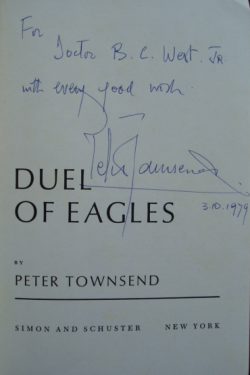 For
Doctor B. C. West. Jr
with every good wish.
Peter Townsend
3.10.1979
DUEL
OF EAGLES
BY
PETER TOWNSEND
SIMON AND SCHUSTER NEW YORK